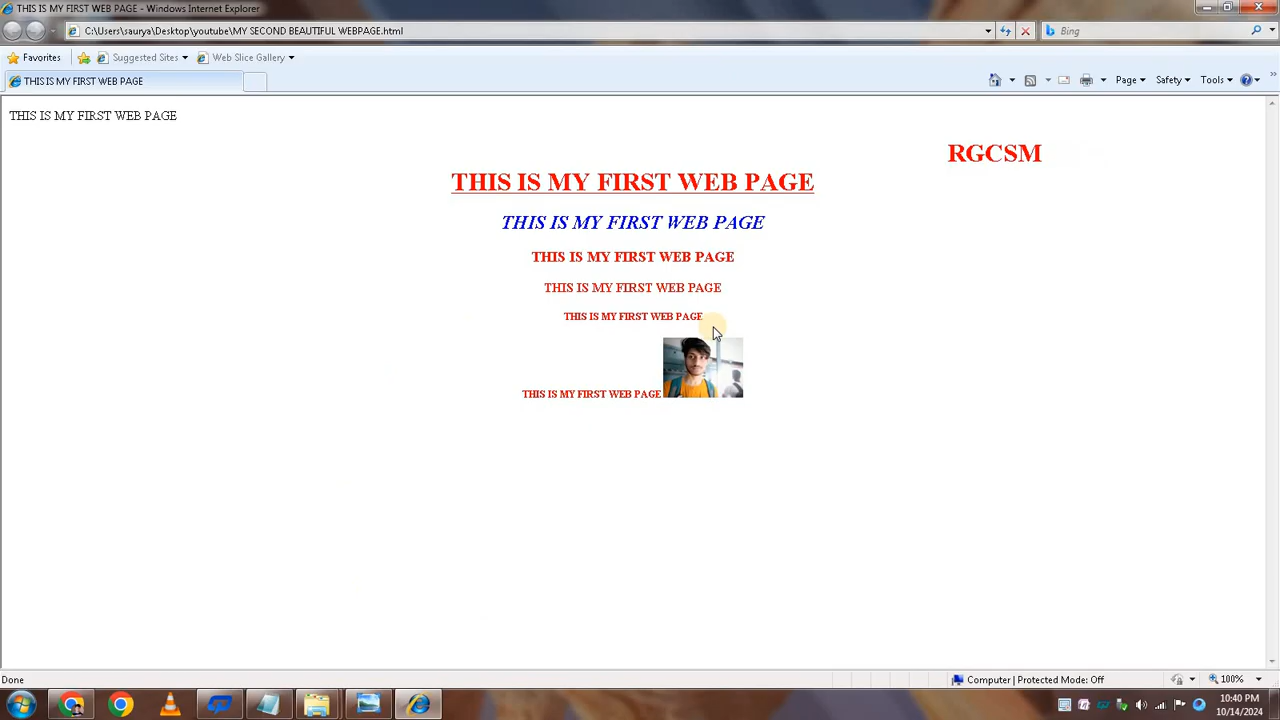 THIS IS MY FIRST WEB PAGE - Windows Internet Explorer
C:\Users\saurya\Desktop\youtube\MY SECOND BEAUTIFUL WEBPAGE.html
Bing
Favorites
Suggested Sites
Web Slice Gallery
THIS IS MY FIRST WEB PAGE
Page
Safety
Tools
THIS IS MY FIRST WEB PAGE
RGCSM
THIS IS MY FIRST WEB PAGE
THIS IS MY FIRST WEB PAGE
THIS IS MY FIRST WEB PAGE
THIS IS MY FIRST WEB PAGE
THIS IS MY FIRST WEB PAGE
THIS IS MY FIRST WEB PAGE
Done
Computer | Protected Mode: Off
100%
10:40 PM
10/14/2024